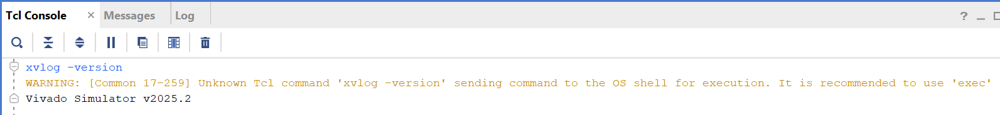 Tcl Console × Messages Log ? _
xvlog -version
WARNING: [Common 17-259] Unknown Tcl command 'xvlog -version' sending command to the OS shell for execution. It is recommended to use 'exec'
Vivado Simulator v2025.2